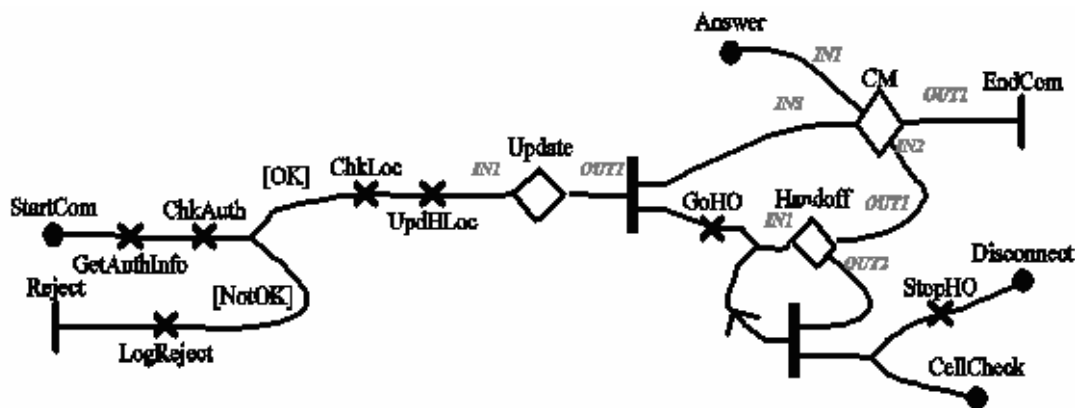 Answer
IN1
CM
EndCom
OUT1
IN3
IN2
Update
ChkLoc
[OK]
IN1
OUT1
StartCom
ChkAuth
UpdHLoc
GoHO
Handoff
IN1
OUT1
GetAuthInfo
OUT2
Disconnect
Reject
[NotOK]
StopHO
LogReject
CellCheck